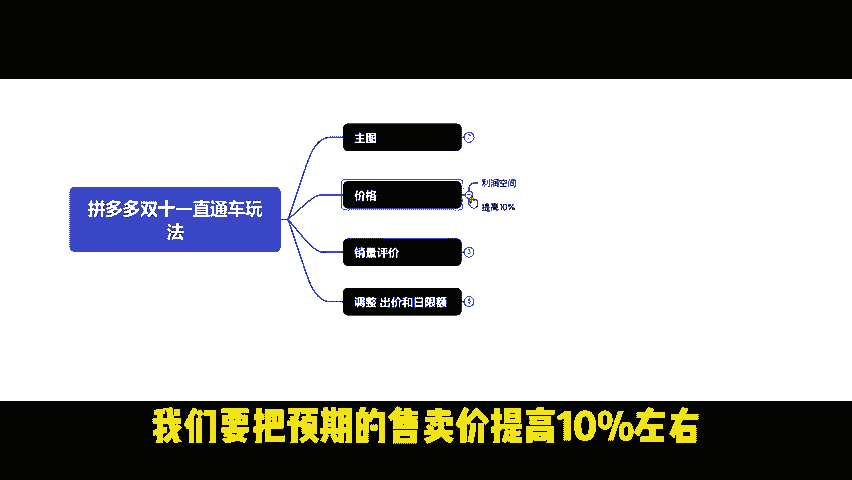 拼多多双十一直通车玩
法
主图
价格
利润空间
提高10%
销量评价
3
调整 出价和日限额
我们要把预期的售卖价提高10%左右